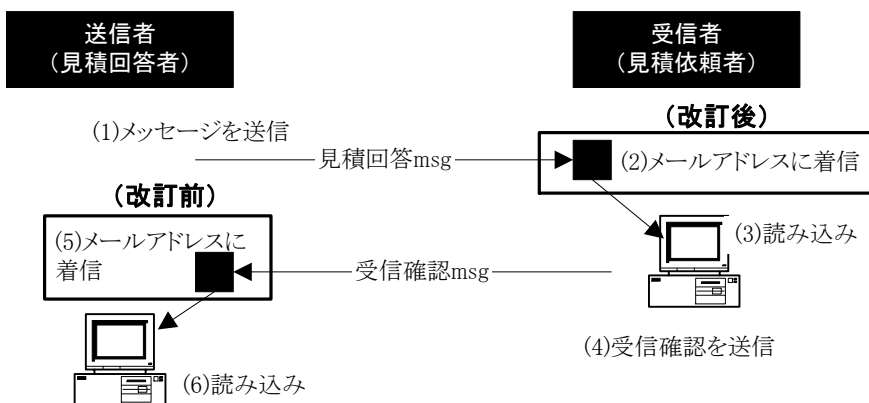 送信者
(見積回答者)
受信者
(見積依頼者)
(改訂後)
(1)メッセージを送信
見積回答msg
(2)メールアドレスに着信
(改訂前)
(3)読み込み
(5)メールアドレスに
着信
受信確認msg
(4)受信確認を送信
(6)読み込み